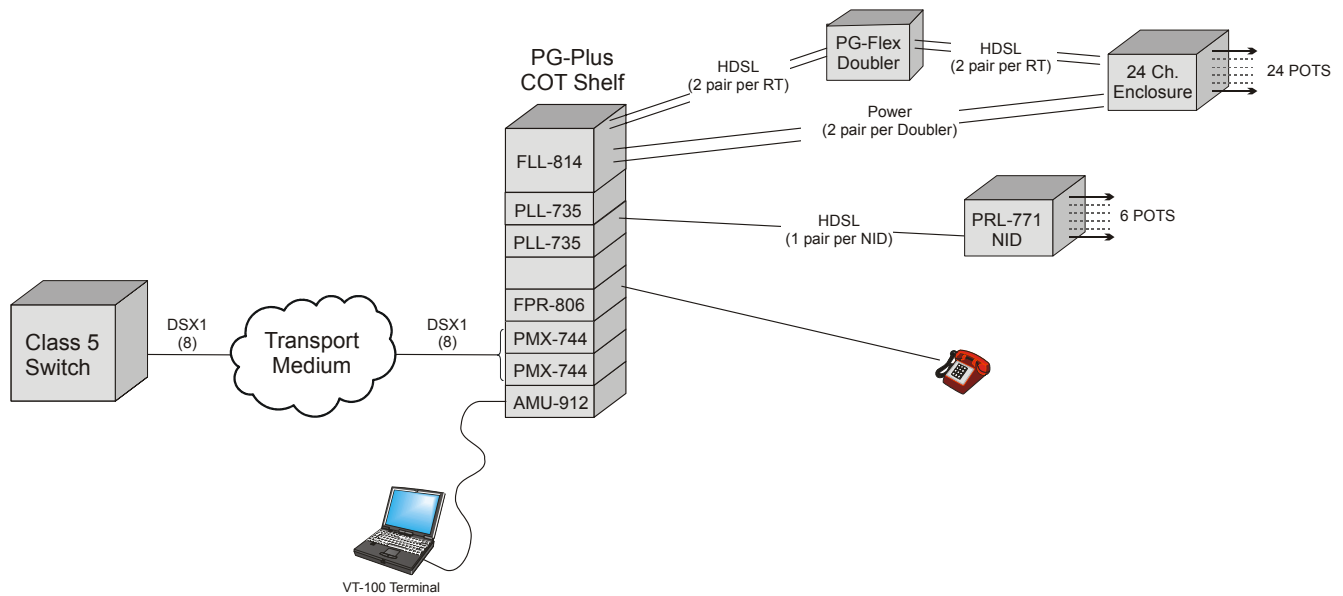 PG-Plus
COT Shelf
HDSL
(2 pair per RT)
PG-Flex
Doubler
HDSL
(2 pair per RT)
24 Ch.
Enclosure
24 POTS
Power
(2 pair per Doubler)
FLL-814
PLL-735
PLL-735
FPR-806
PMX-744
PMX-744
AMU-912
HDSL
(1 pair per NID)
PRL-771
NID
6 POTS
Class 5
Switch
DSX1
(8)
Transport
Medium
DSX1
(8)
VT-100 Terminal